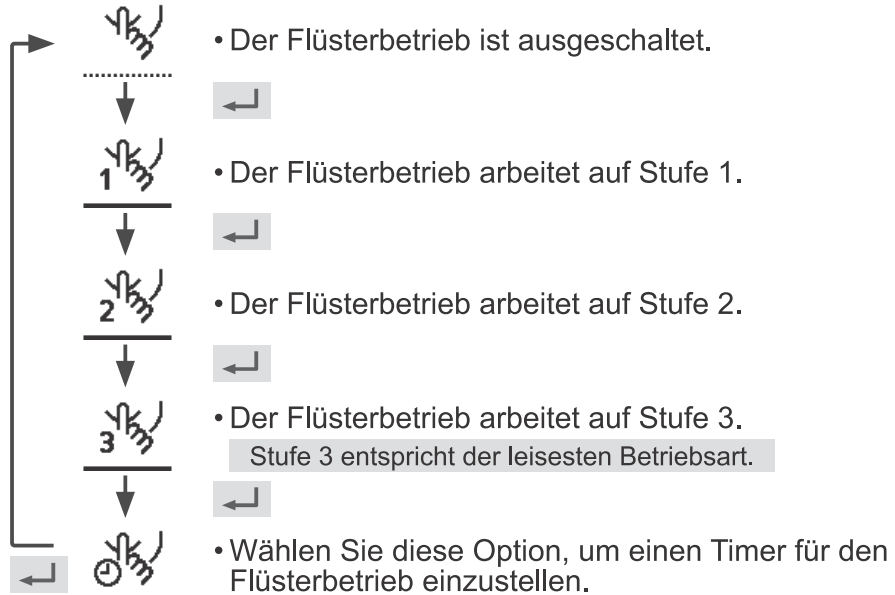 • Der Flüsterbetrieb ist ausgeschaltet.
1
• Der Flüsterbetrieb arbeitet auf Stufe 1.
2
• Der Flüsterbetrieb arbeitet auf Stufe 2.
3
• Der Flüsterbetrieb arbeitet auf Stufe 3.
Stufe 3 entspricht der leisesten Betriebsart.
• Wählen Sie diese Option, um einen Timer für den
Flüsterbetrieb einzustellen.